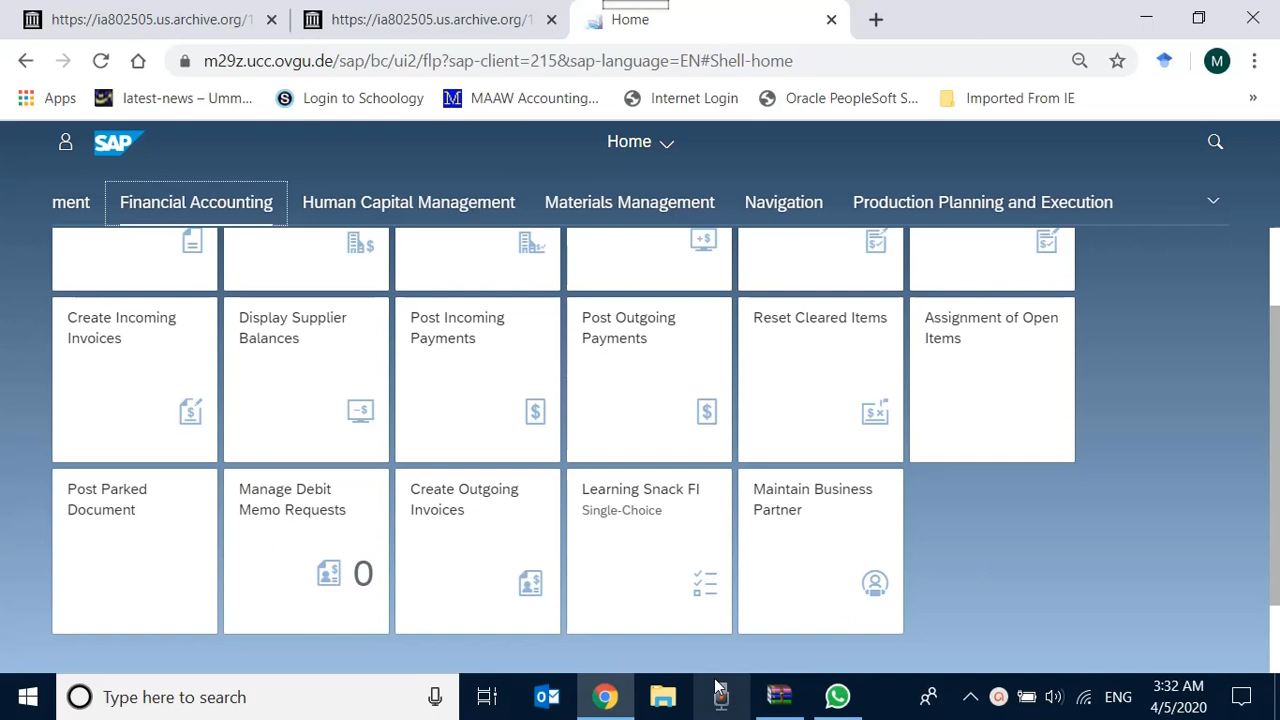 https://ia802505.us.archive.org/1
https://ia802505.us.archive.org/1
Home
m29z.ucc.ovgu.de/sap/bc/ui2/flp?sap-client=215&sap-language=EN#Shell-home
M
Apps
latest-news – Umm...
S
Login to Schoology
M
MAAW Accounting...
Internet Login
Oracle PeopleSoft S...
Imported From IE
»
SAP
Home
ment
Financial Accounting
Human Capital Management
Materials Management
Navigation
Production Planning and Execution
Create Incoming
Invoices
Display Supplier
Balances
Post Incoming
Payments
Post Outgoing
Payments
Reset Cleared Items
Assignment of Open
Items
Post Parked
Document
Manage Debit
Memo Requests
0
Create Outgoing
Invoices
Learning Snack FI
Single-Choice
Maintain Business
Partner
Type here to search
ENG
3:32 AM
4/5/2020